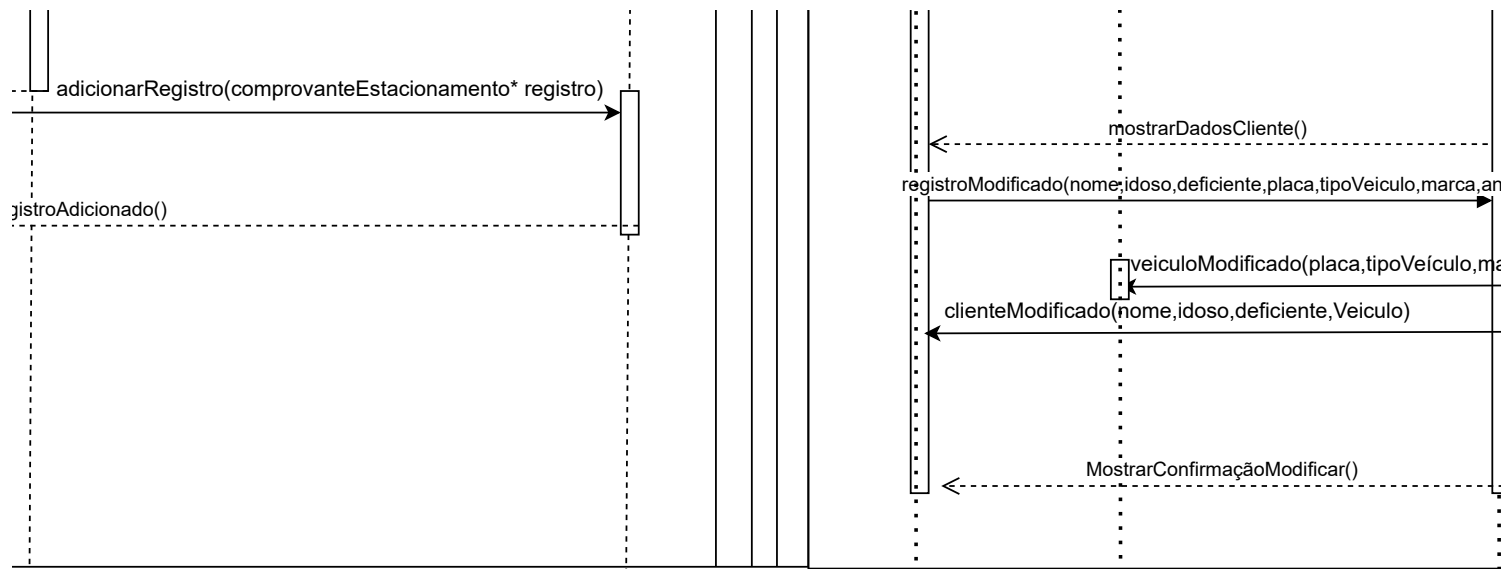 adicionarRegistro(comprovanteEstacionamento* registro)
gistroAdicionado()
mostrarDadosCliente()
registroModificado(nome,idoso,deficiente,placa,tipoVeiculo,marca,an
veiculoModificado(placa,tipoVeículo,ma
clienteModificado(nome,idoso,deficiente,Veiculo)
MostrarConfirmaçãoModificar()